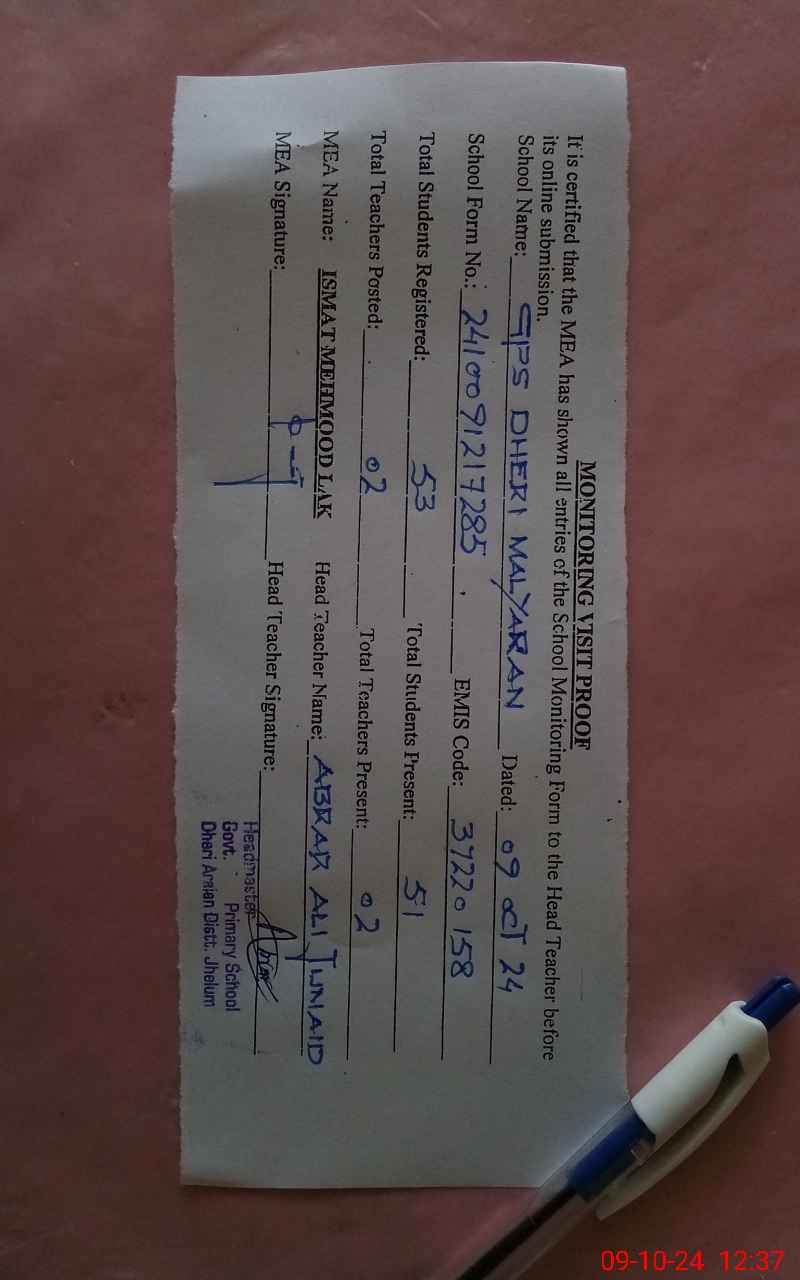 MONITORING VISIT PROOF
It is certified that the MEA has shown all entries of the School Monitoring Form to the Head Teacher before
its online submission.
School Name: GPS DHERI MALYARAN Dated: 09 OCT 24
School Form No.: 2410091217285 EMIS Code: 37220158
Total Students Registered: 53 Total Students Present: 51
Total Teachers Posted: 02 Total Teachers Present: 02
MEA Name: ISMAT MEHMOOD LAK Head Teacher Name: ABRAR ALI JUNAID
MEA Signature: Head Teacher Signature:
Headmaster
Govt. Primary School
Dheri Araian Distt. Jhelum
09-10-24 12:37